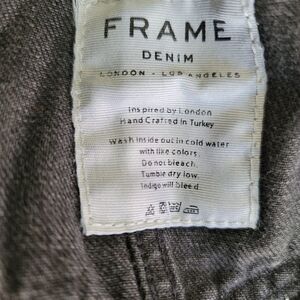 FRAME
DENIM
LONDON - LOS ANGELES
Inspired by London
Hand Crafted in Turkey
Wash inside out in cold water
with like colors.
Do not bleach.
Tumble dry low.
Indigo will bleed.